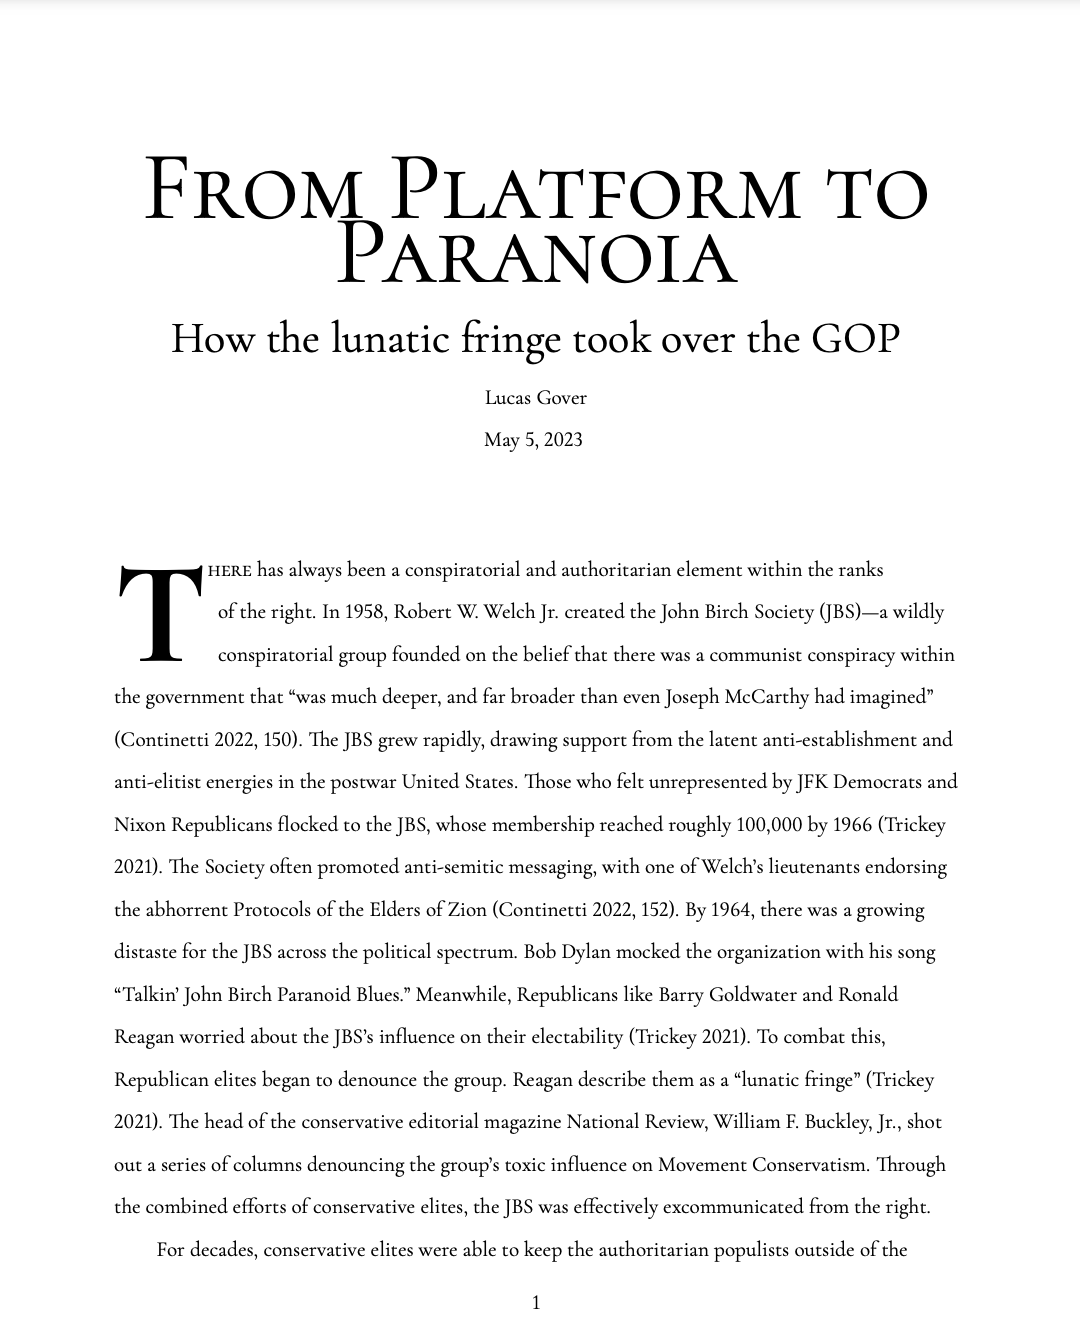 From Platform to
Paranoia
How the lunatic fringe took over the GOP
Lucas Gover
May 5, 2023
There has always been a conspiratorial and authoritarian element within the ranks
of the right. In 1958, Robert W. Welch Jr. created the John Birch Society (JBS)—a wildly
conspiratorial group founded on the belief that there was a communist conspiracy within
the government that “was much deeper, and far broader than even Joseph McCarthy had imagined”
(Continetti 2022, 150). The JBS grew rapidly, drawing support from the latent anti-establishment and
anti-elitist energies in the postwar United States. Those who felt unrepresented by JFK Democrats and
Nixon Republicans flocked to the JBS, whose membership reached roughly 100,000 by 1966 (Trickey
2021). The Society often promoted anti-semitic messaging, with one of Welch’s lieutenants endorsing
the abhorrent Protocols of the Elders of Zion (Continetti 2022, 152). By 1964, there was a growing
distaste for the JBS across the political spectrum. Bob Dylan mocked the organization with his song
“Talkin’ John Birch Paranoid Blues.” Meanwhile, Republicans like Barry Goldwater and Ronald
Reagan worried about the JBS’s influence on their electability (Trickey 2021). To combat this,
Republican elites began to denounce the group. Reagan describe them as a “lunatic fringe” (Trickey
2021). The head of the conservative editorial magazine National Review, William F. Buckley, Jr., shot
out a series of columns denouncing the group’s toxic influence on Movement Conservatism. Through
the combined efforts of conservative elites, the JBS was effectively excommunicated from the right.
For decades, conservative elites were able to keep the authoritarian populists outside of the
1